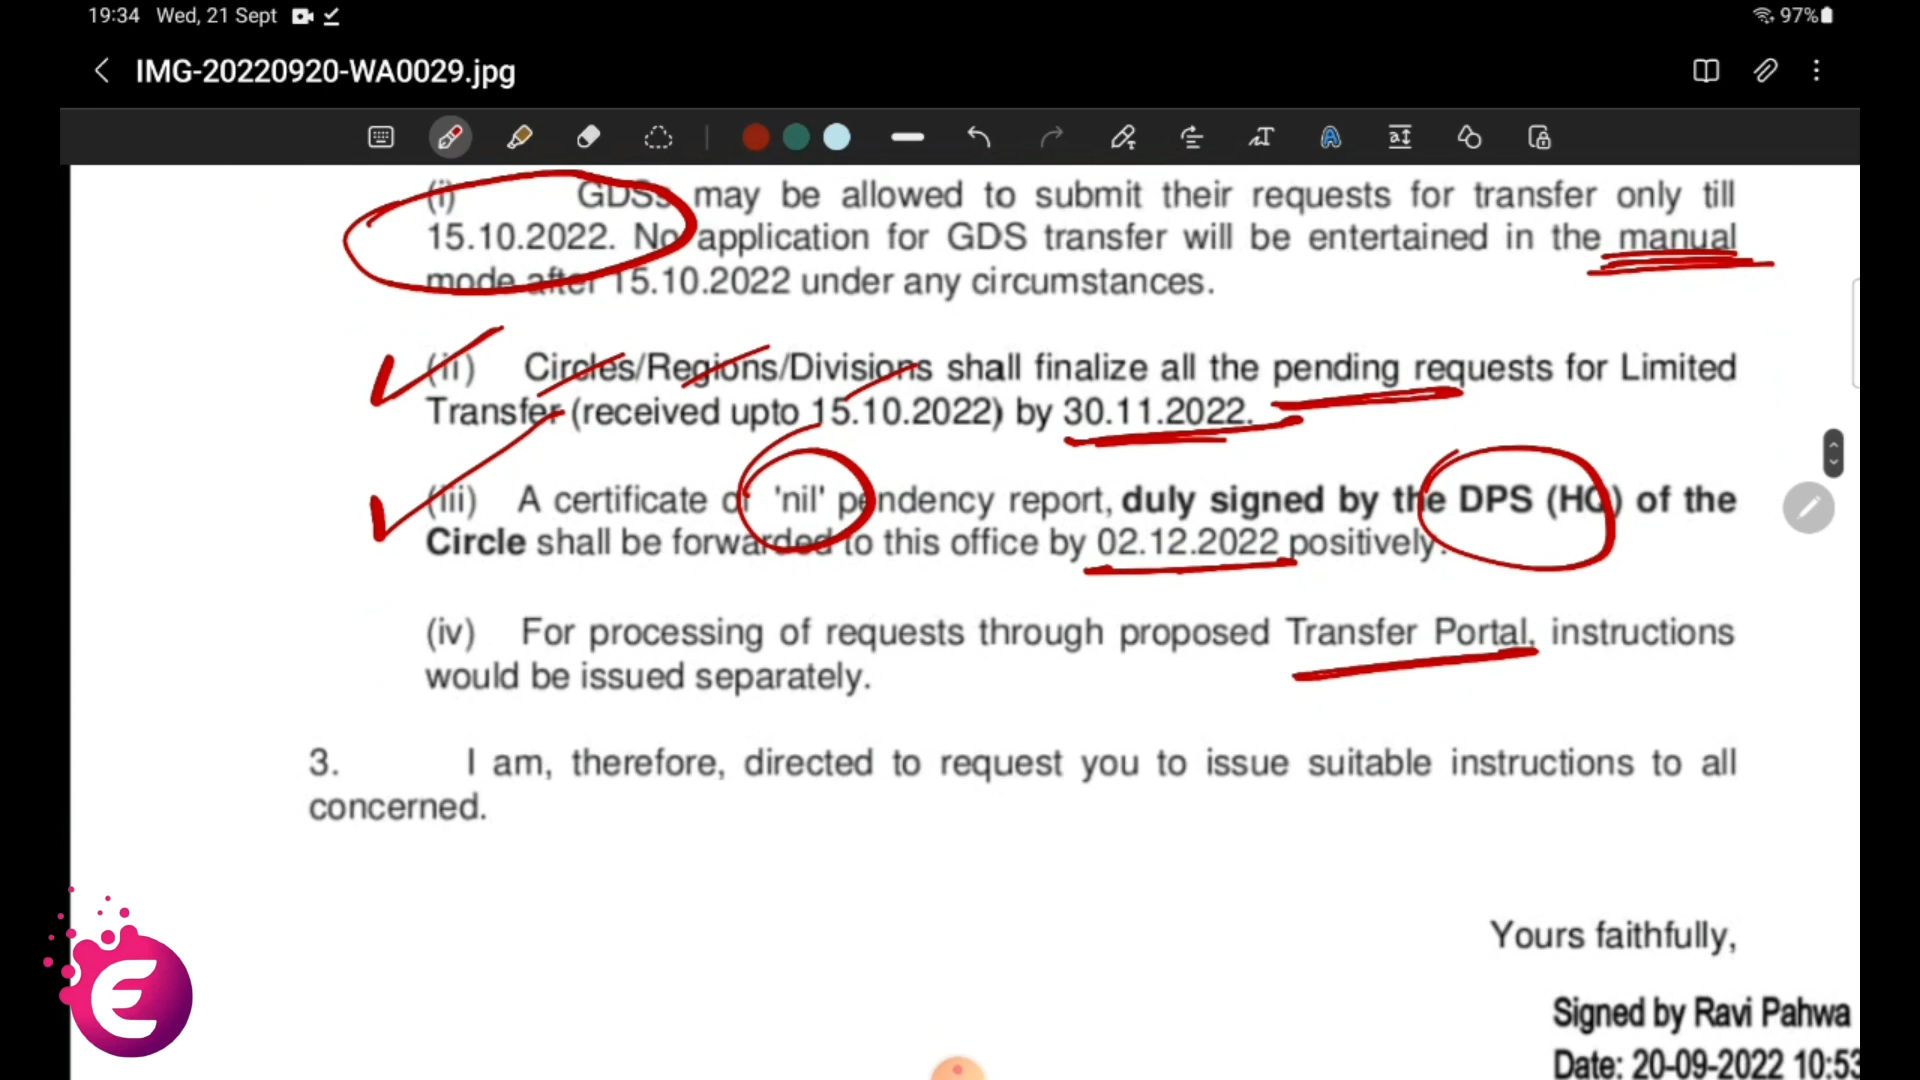 19:34 Wed, 21 Sept
97%
IMG-20220920-WA0029.jpg
(i) GDSs may be allowed to submit their requests for transfer only till
15.10.2022. No application for GDS transfer will be entertained in the manual
mode after 15.10.2022 under any circumstances.
(ii) Circles/Regions/Divisions shall finalize all the pending requests for Limited
Transfer (received upto 15.10.2022) by 30.11.2022.
(iii) A certificate of 'nil' pendency report, duly signed by the DPS (HQ) of the
Circle shall be forwarded to this office by 02.12.2022 positively.
(iv) For processing of requests through proposed Transfer Portal, instructions
would be issued separately.
3. I am, therefore, directed to request you to issue suitable instructions to all
concerned.
Yours faithfully,
Signed by Ravi Pahwa
Date: 20-09-2022 10:53